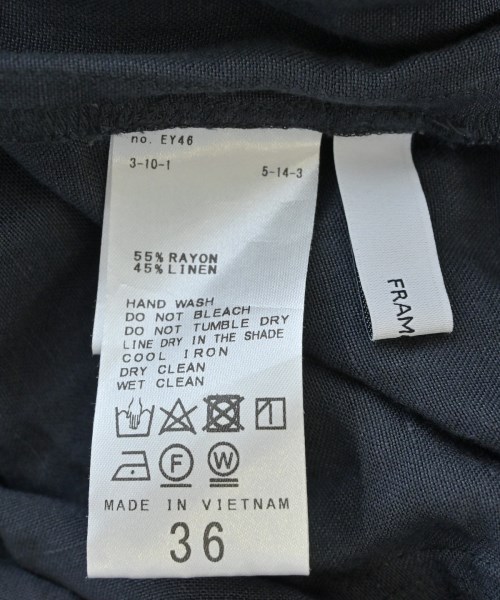 no. EY46
3-10-1 5-14-3
55% RAYON
45% LINEN
HAND WASH
DO NOT BLEACH
DO NOT TUMBLE DRY
LINE DRY IN THE SHADE
COOL IRON
DRY CLEAN
WET CLEAN
F W
MADE IN VIETNAM
36